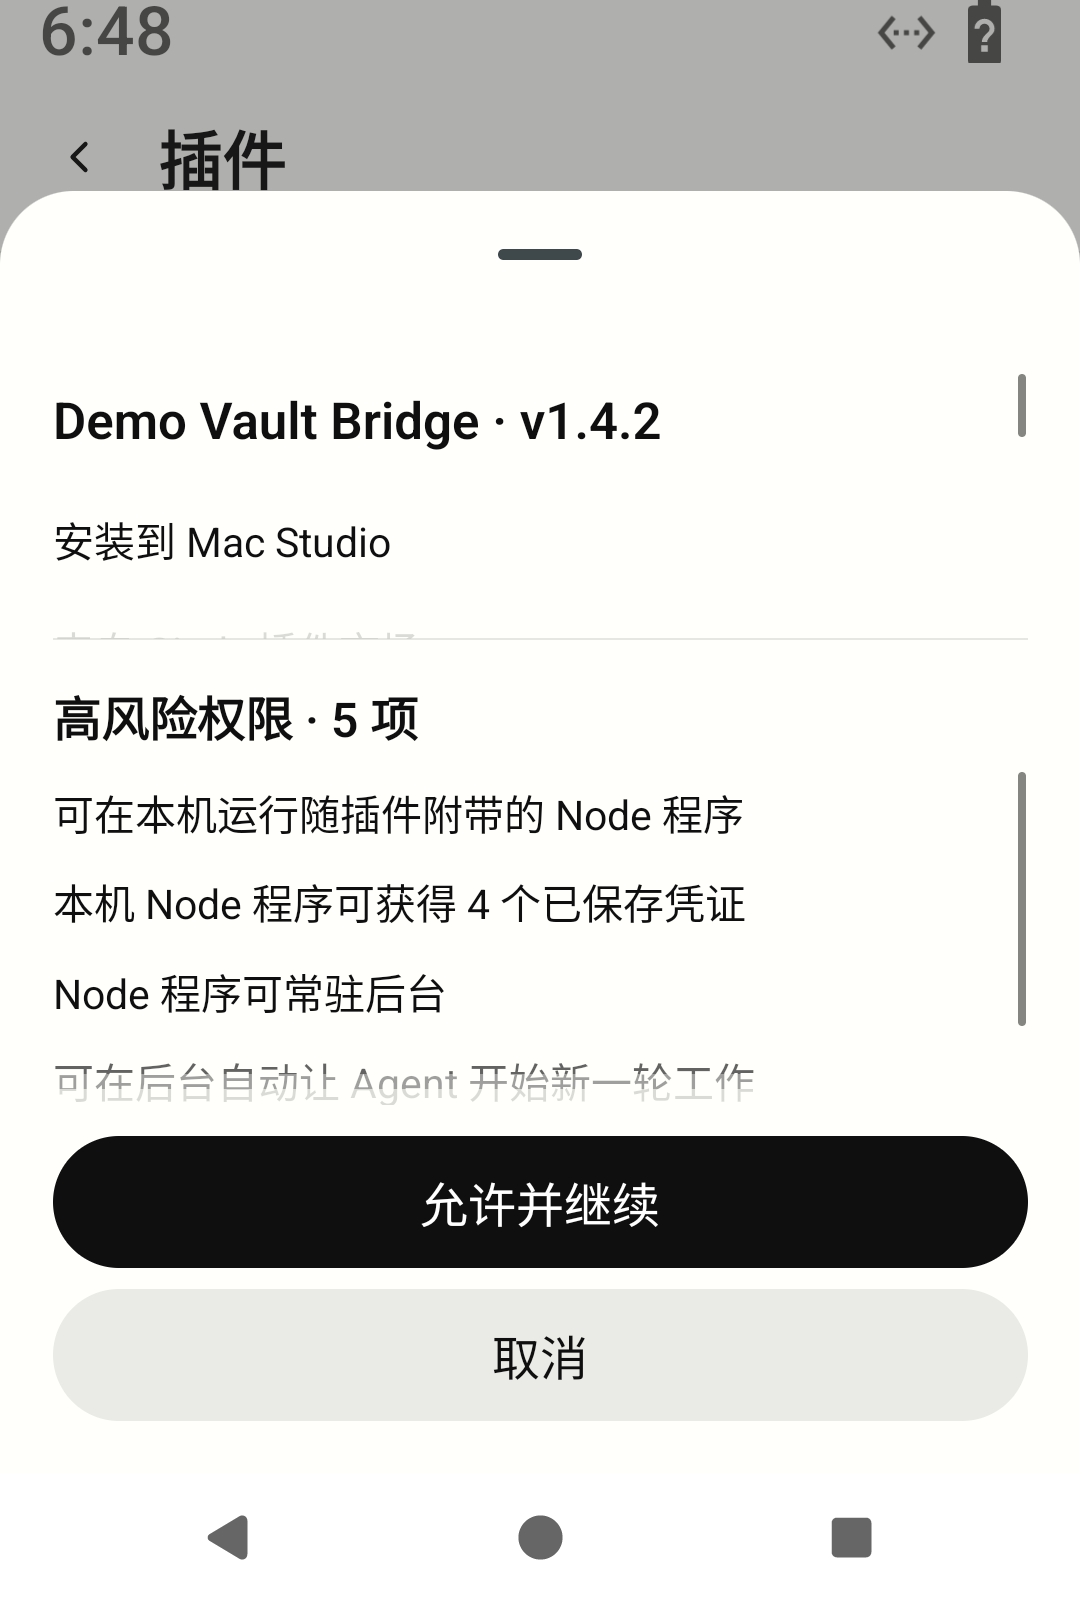 6:48
插件
Demo Vault Bridge · v1.4.2
安装到 Mac Studio
高风险权限 · 5 项
可在本机运行随插件附带的 Node 程序
本机 Node 程序可获得 4 个已保存凭证
Node 程序可常驻后台
可在后台自动让 Agent 开始新一轮工作
允许并继续
取消